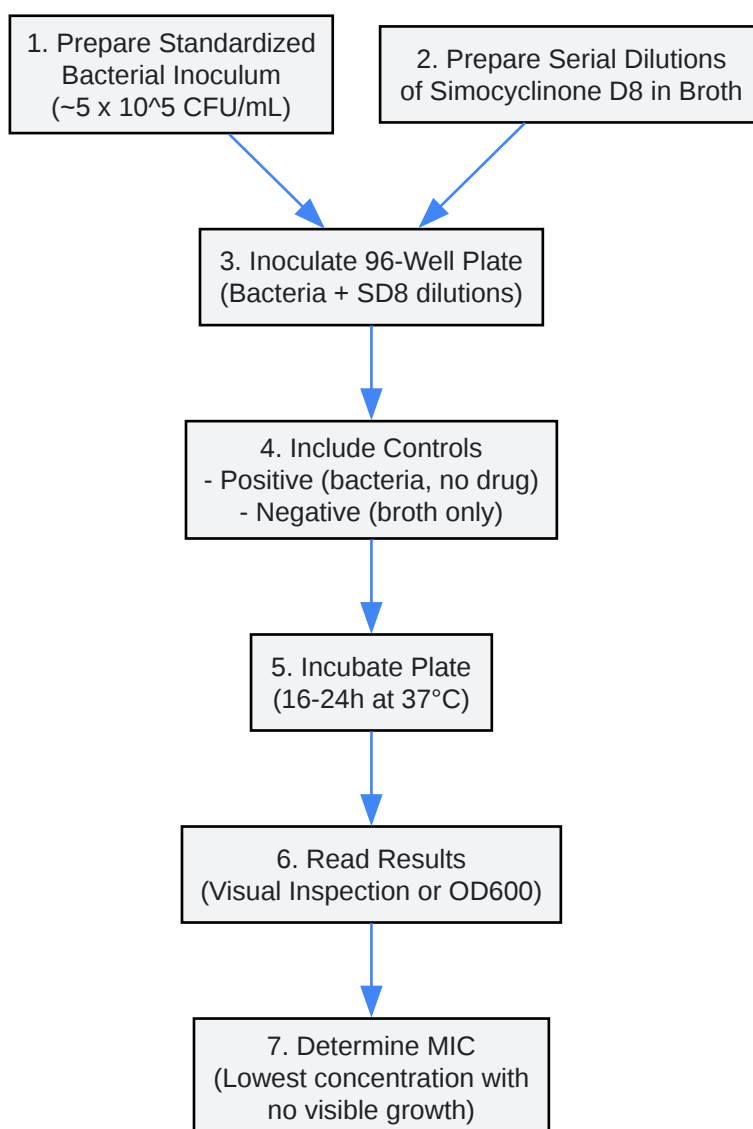 1. Prepare Standardized
Bacterial Inoculum
(~5 x 10^5 CFU/mL)
2. Prepare Serial Dilutions
of Simocyclinone D8 in Broth
3. Inoculate 96-Well Plate
(Bacteria + SD8 dilutions)
4. Include Controls
- Positive (bacteria, no drug)
- Negative (broth only)
5. Incubate Plate
(16-24h at 37°C)
6. Read Results
(Visual Inspection or OD600)
7. Determine MIC
(Lowest concentration with
no visible growth)